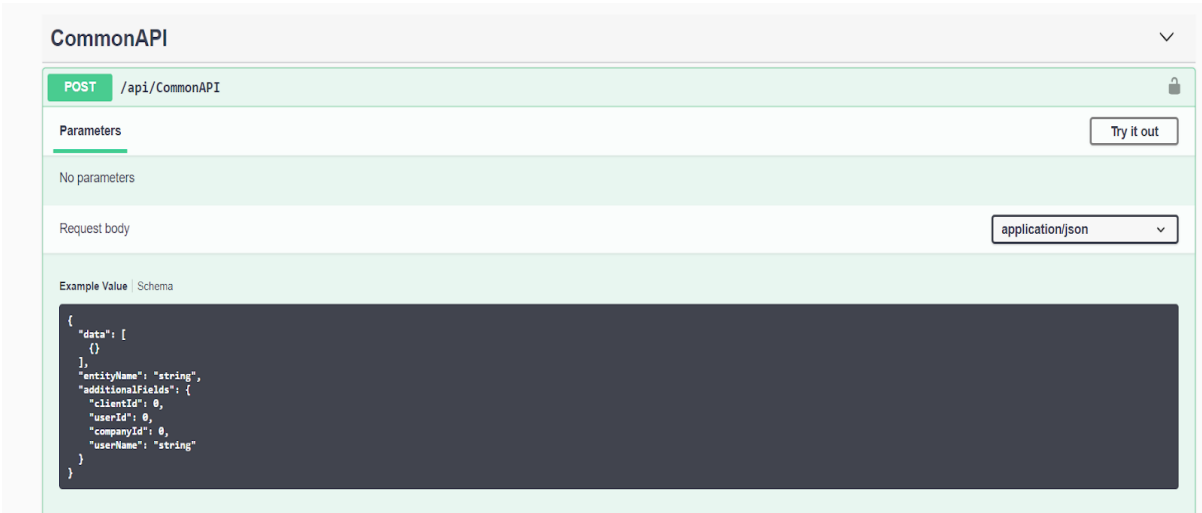 CommonAPI
POST /api/CommonAPI
Parameters Try it out
No parameters
Request body application/json
Example Value Schema
{
  "data": [
    {}
  ],
  "entityName": "string",
  "additionalFields": {
    "clientId": 0,
    "userId": 0,
    "companyId": 0,
    "userName": "string"
  }
}